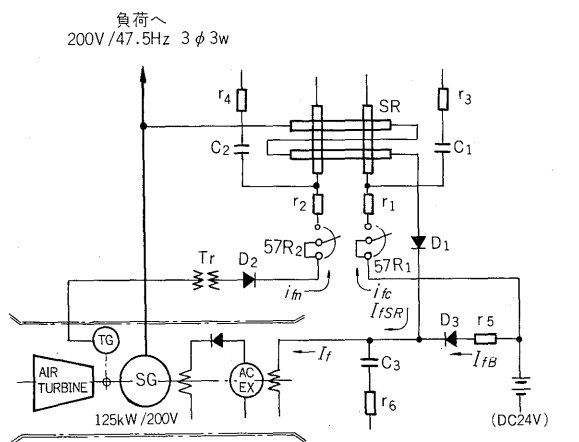 負荷へ
200V/47.5Hz 3φ3w
r4
r3
SR
C2
C1
r2
r1
57R2
57R1
D1
Tr
D2
ifn
ifc
IfSR
TG
D3
r5
If
IfB
AIR TURBINE
SG
AC EX
C3
125kW/200V
r6
(DC24V)